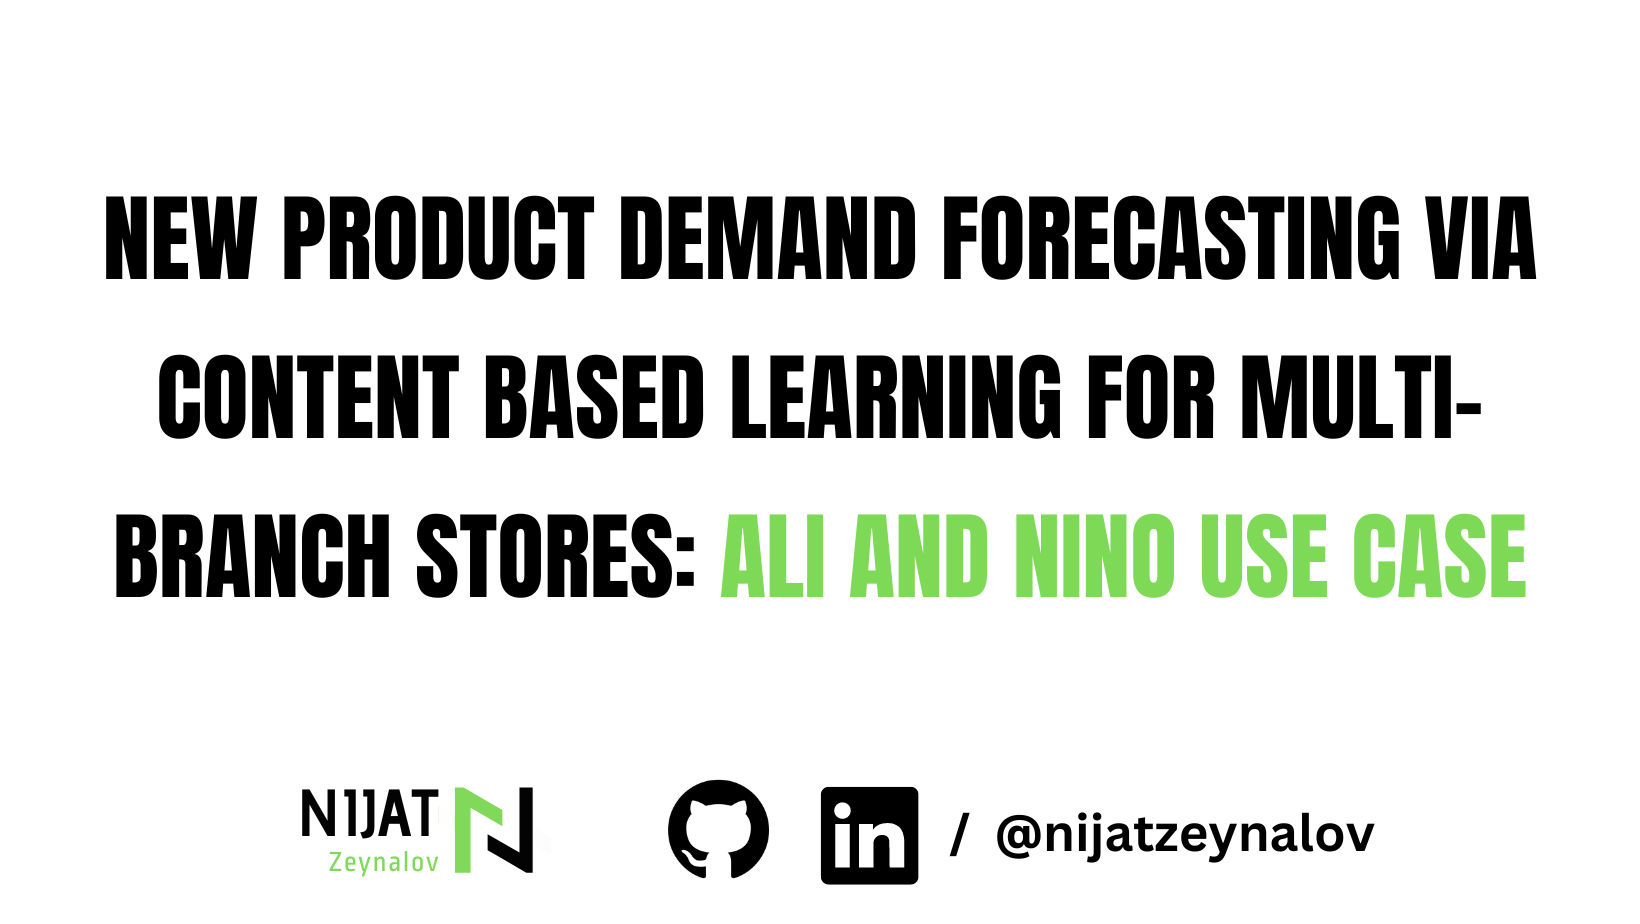 NEW PRODUCT DEMAND FORECASTING VIA
CONTENT BASED LEARNING FOR MULTI-
BRANCH STORES: ALI AND NINO USE CASE
NIJAT
Zeynalov
in / @nijatzeynalov